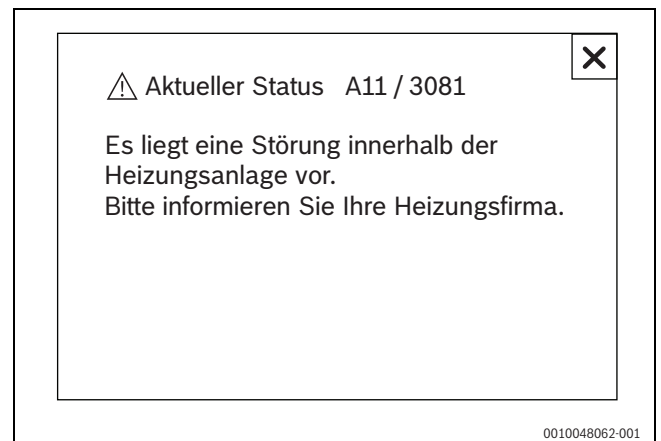 Aktueller Status A11 / 3081
Es liegt eine Störung innerhalb der
Heizungsanlage vor.
Bitte informieren Sie Ihre Heizungsfirma.
0010048062-001